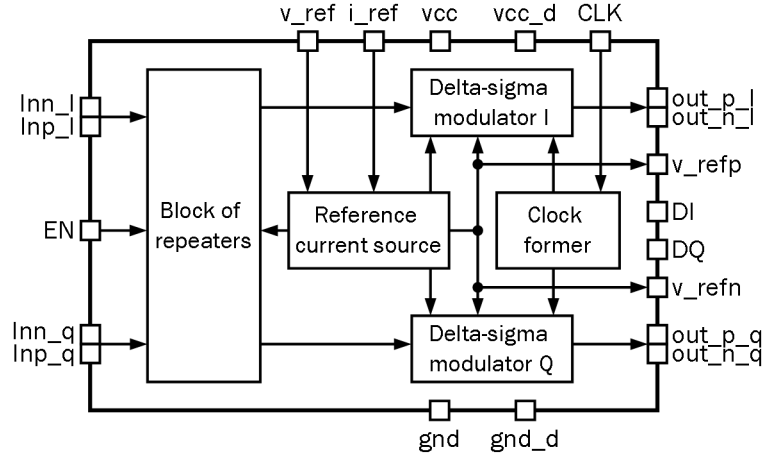 v_ref
i_ref
vcc
vcc_d
CLK
Inn_I
Inp_I
EN
Inn_q
Inp_q
Block of
repeaters
Delta-sigma
modulator I
Reference
current source
Clock
former
Delta-sigma
modulator Q
out_p_I
out_n_I
v_refp
DI
DQ
v_refn
out_p_q
out_n_q
gnd
gnd_d